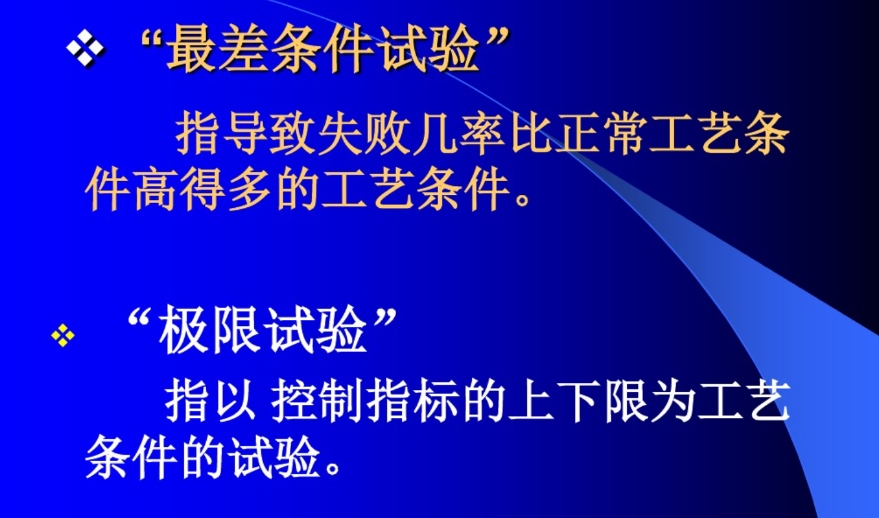 “最差条件试验”
指导致失败几率比正常工艺条
件高得多的工艺条件。
“极限试验”
指以 控制指标的上下限为工艺
条件的试验。